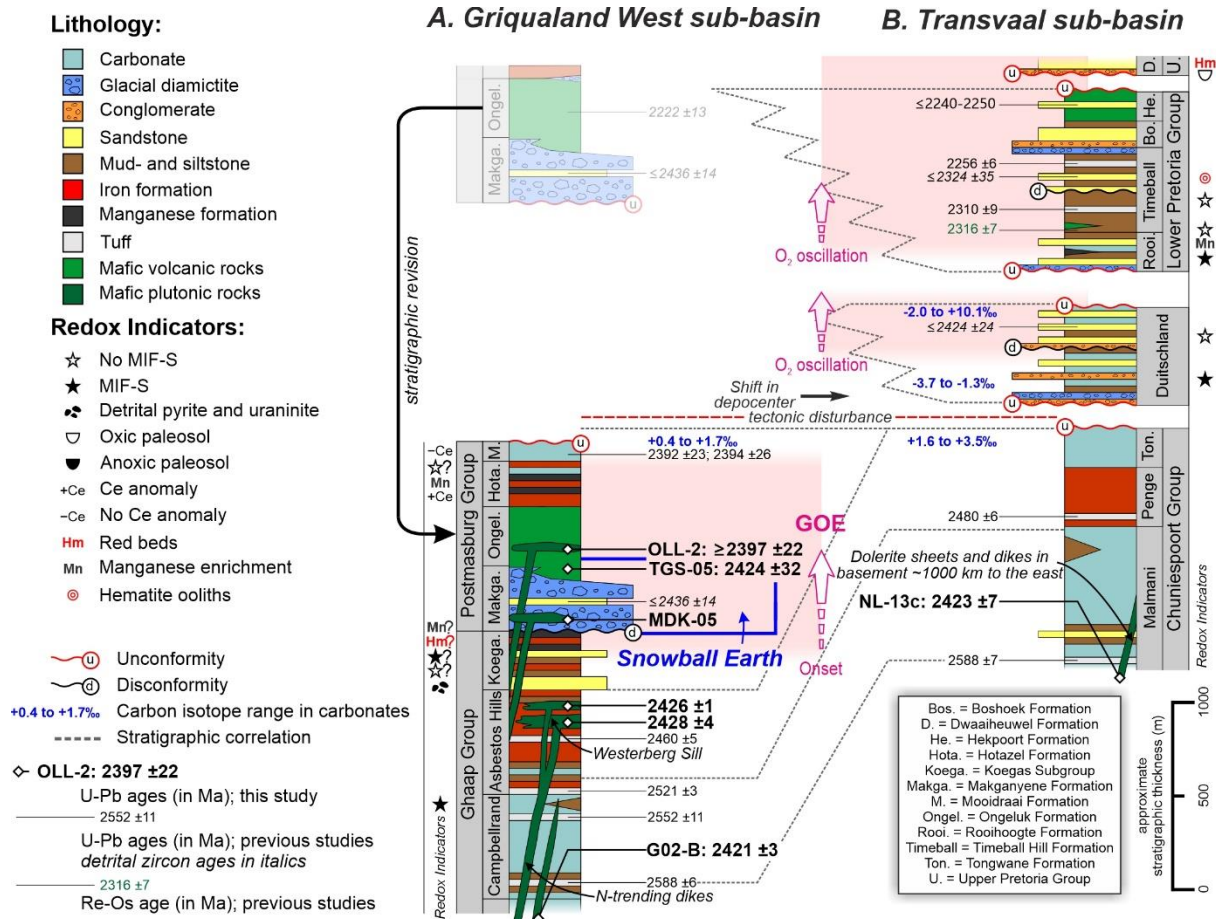 A. Griqualand West sub-basin
B. Transvaal sub-basin
Lithology:
Carbonate
Glacial diamictite
Conglomerate
Sandstone
Mud- and siltstone
Iron formation
Manganese formation
Tuff
Mafic volcanic rocks
Mafic plutonic rocks
Redox Indicators:
No MIF-S
MIF-S
Detrital pyrite and uraninite
Oxic paleosol
Anoxic paleosol
+Ce Ce anomaly
−Ce No Ce anomaly
Hm Red beds
Mn Manganese enrichment
Hematite ooliths
u Unconformity
d Disconformity
+0.4 to +1.7‰ Carbon isotope range in carbonates
Stratigraphic correlation
OLL-2: 2397 ±22
U-Pb ages (in Ma); this study
2552 ±11
U-Pb ages (in Ma); previous studies
detrital zircon ages in italics
2316 ±7
Re-Os age (in Ma); previous studies
stratigraphic revision
Ongel.
Makga.
2222 ±13
≤2436 ±14
u
Postmasburg Group
Ghaap Group
M.
Hota.
Ongel.
Makga.
Koega.
Asbestos Hills
Campbellrand
−Ce
☆?
Mn
+Ce
Mn?
Hm?
★?
☆?
Redox Indicators
u
+0.4 to +1.7‰
2392 ±23; 2394 ±26
OLL-2: ≥2397 ±22
TGS-05: 2424 ±32
≤2436 ±14
MDK-05
d
Snowball Earth
2426 ±1
2428 ±4
2460 ±5
Westerberg Sill
2521 ±3
2552 ±11
G02-B: 2421 ±3
2588 ±6
N-trending dikes
GOE
Onset
O2 oscillation
O2 oscillation
Shift in
depocenter
tectonic disturbance
u
D.
U.
Hm
u
≤2240-2250
2256 ±6
≤2324 ±35
d
2310 ±9
2316 ±7
u
He.
Bo.
Timeball
Rooi.
Lower Pretoria Group
Mn
u
-2.0 to +10.1‰
≤2424 ±24
d
-3.7 to -1.3‰
u
Duitschland
u
+1.6 to +3.5‰
2480 ±6
Dolerite sheets and dikes in
basement ~1000 km to the east
NL-13c: 2423 ±7
2588 ±7
Ton.
Penge
Malmani
Chuniespoort Group
Redox Indicators
Bos. = Boshoek Formation
D. = Dwaaiheuwel Formation
He. = Hekpoort Formation
Hota. = Hotazel Formation
Koega. = Koegas Subgroup
Makga. = Makganyene Formation
M. = Mooidraai Formation
Ongel. = Ongeluk Formation
Rooi. = Rooihoogte Formation
Timeball = Timeball Hill Formation
Ton. = Tongwane Formation
U. = Upper Pretoria Group
approximate
stratigraphic thickness (m)
1000
500
0